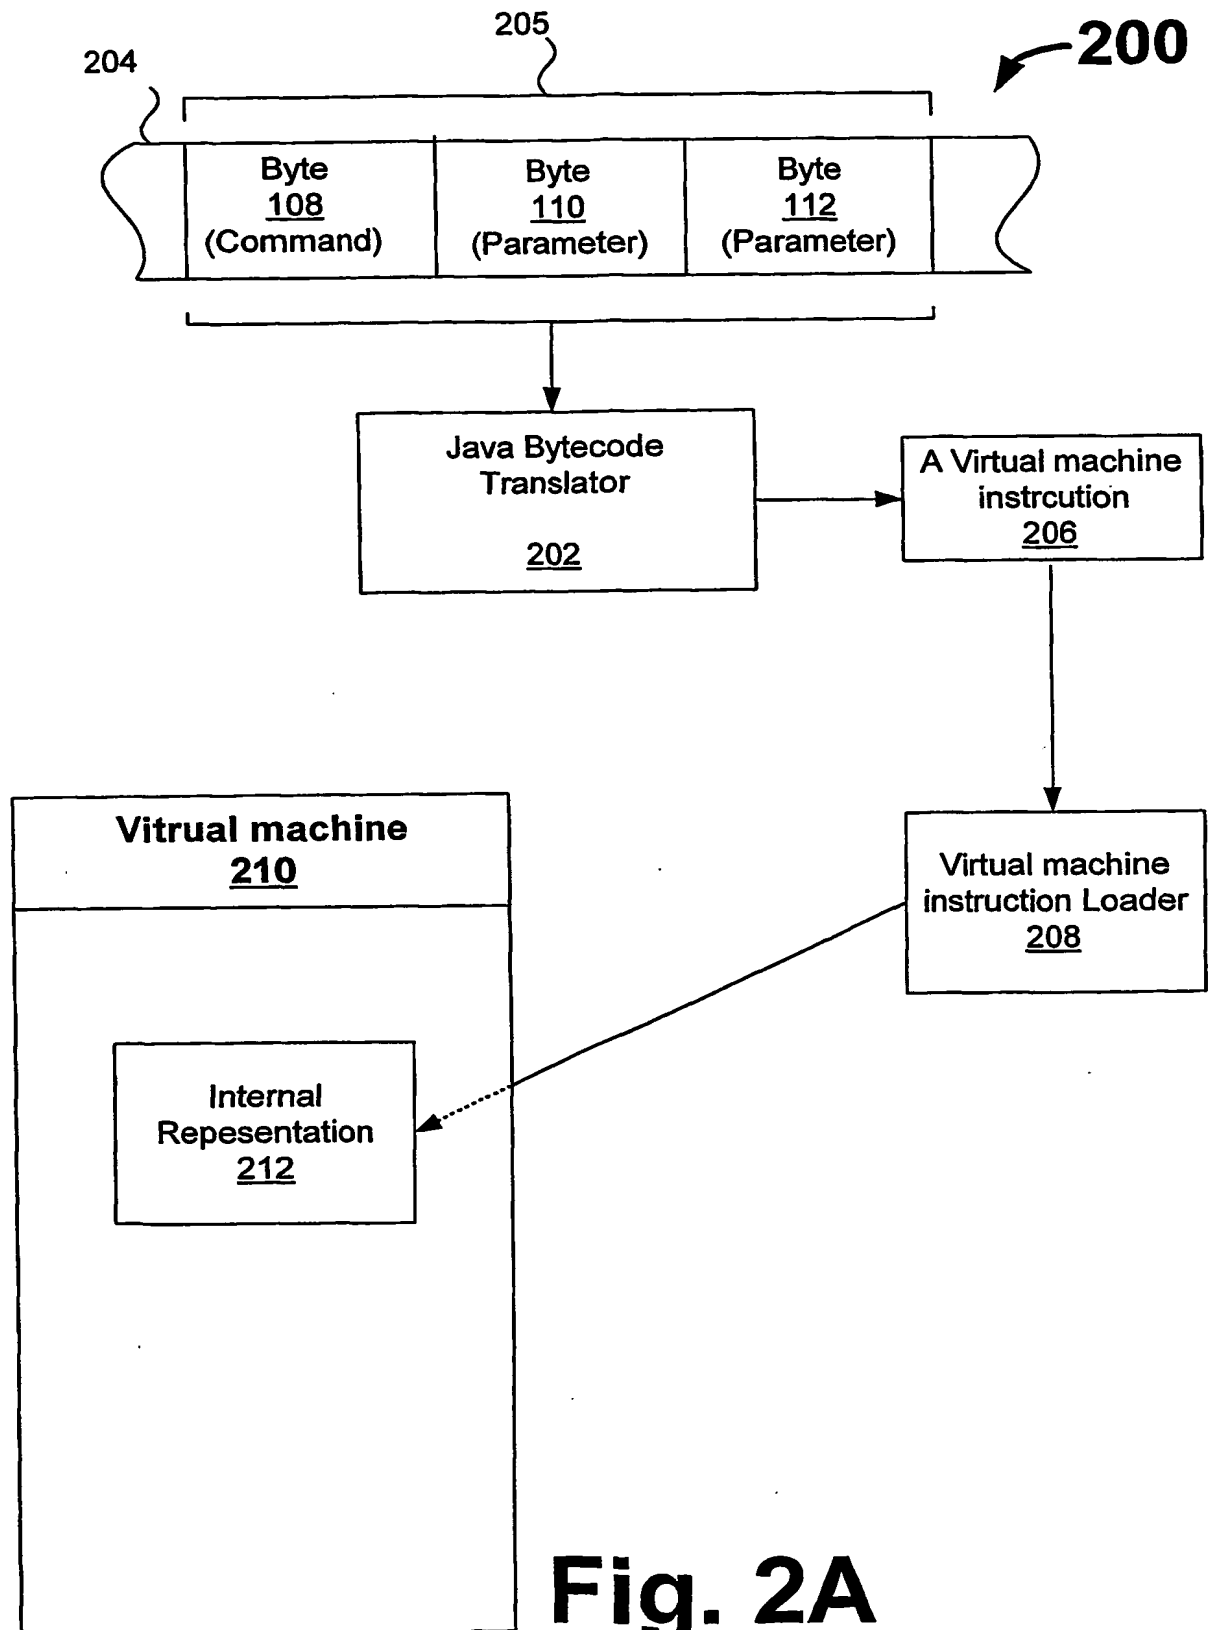 205
200
204
Byte
108
(Command)
Byte
110
(Parameter)
Byte
112
(Parameter)
Java Bytecode
Translator
202
A Virtual machine
instrcution
206
Vitrual machine
210
Virtual machine
instruction Loader
208
Internal
Repesentation
212
Fig. 2A